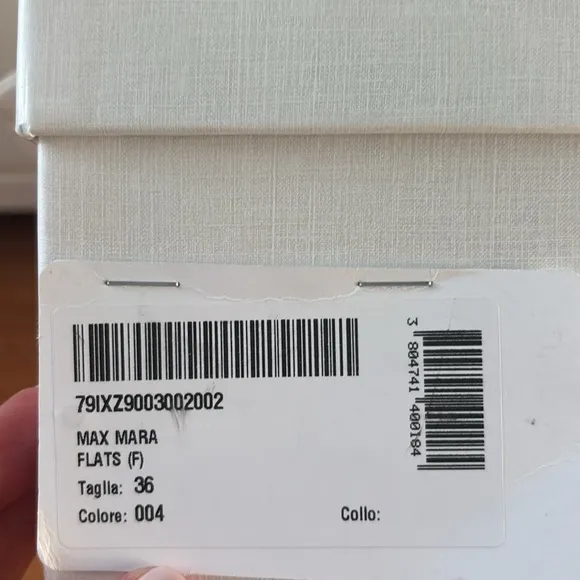 79IXZ9003002002
MAX MARA
FLATS (F)
Taglia: 36
Colore: 004
Collo:
3 804741 400184